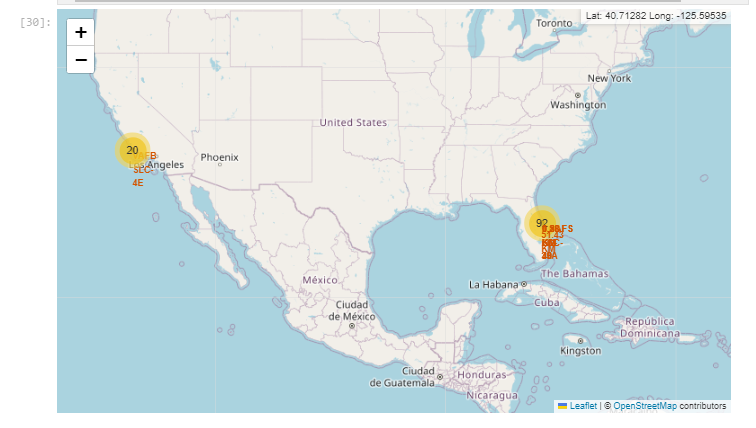 [30]:
Lat: 40.71282 Long: -125.59535
+
−
Toronto
New York
Washington
United States
20
Angeles
Phoenix
4E
92
51.43
La Habana
The Bahamas
Cuba
México
Ciudad
de México
República
Dominicana
Kingston
Ciudad
de Guatemala
Honduras
Nicaragua
Leaflet | © OpenStreetMap contributors